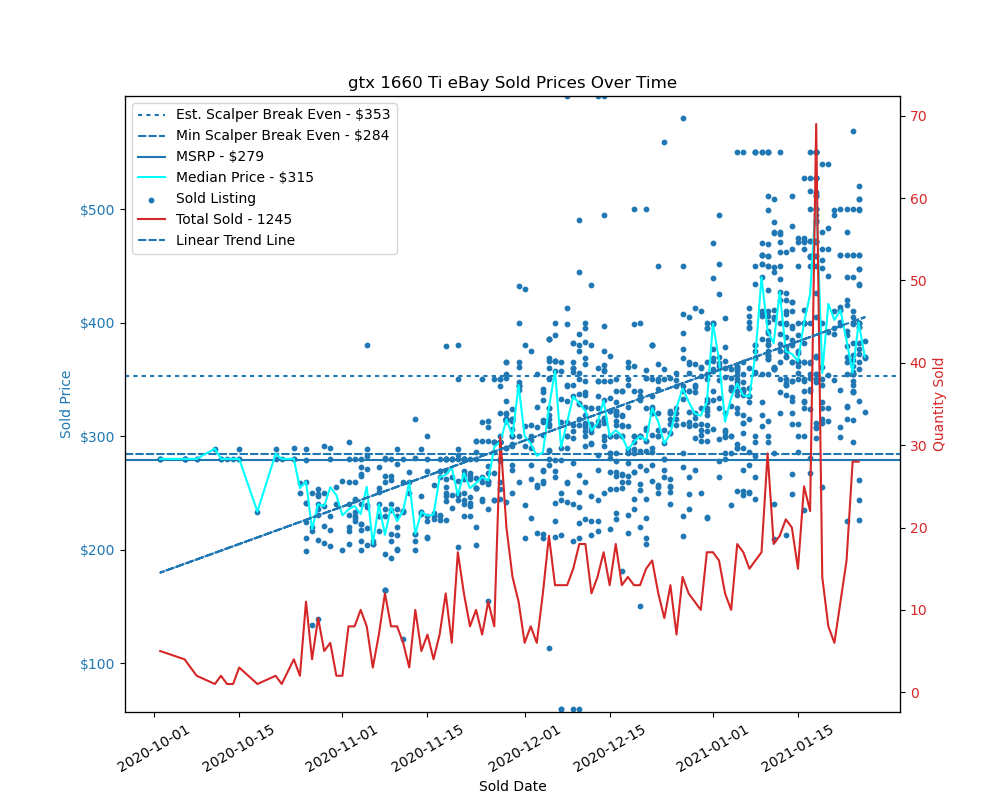 gtx 1660 Ti eBay Sold Prices Over Time
Est. Scalper Break Even - $353
Min Scalper Break Even - $284
MSRP - $279
Median Price - $315
Sold Listing
Total Sold - 1245
Linear Trend Line
$500
$400
$300
$200
$100
Sold Price
70
60
50
40
30
20
10
0
Quantity Sold
2020-10-01
2020-10-15
2020-11-01
2020-11-15
2020-12-01
2020-12-15
2021-01-01
2021-01-15
Sold Date